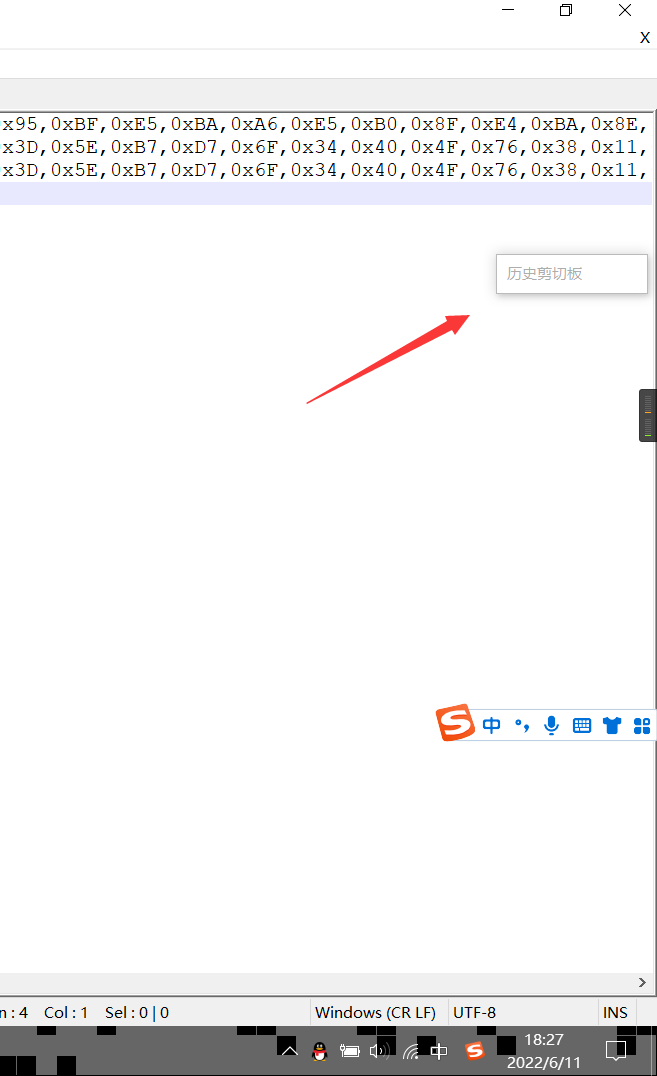 X
x95,0xBF,0xE5,0xBA,0xA6,0xE5,0xB0,0x8F,0xE4,0xBA,0x8E,
x3D,0x5E,0xB7,0xD7,0x6F,0x34,0x40,0x4F,0x76,0x38,0x11,
x3D,0x5E,0xB7,0xD7,0x6F,0x34,0x40,0x4F,0x76,0x38,0x11,
历史剪切板
S 中 °,
n : 4 Col : 1 Sel : 0 | 0 Windows (CR LF) UTF-8 INS
中 S 18:27
2022/6/11